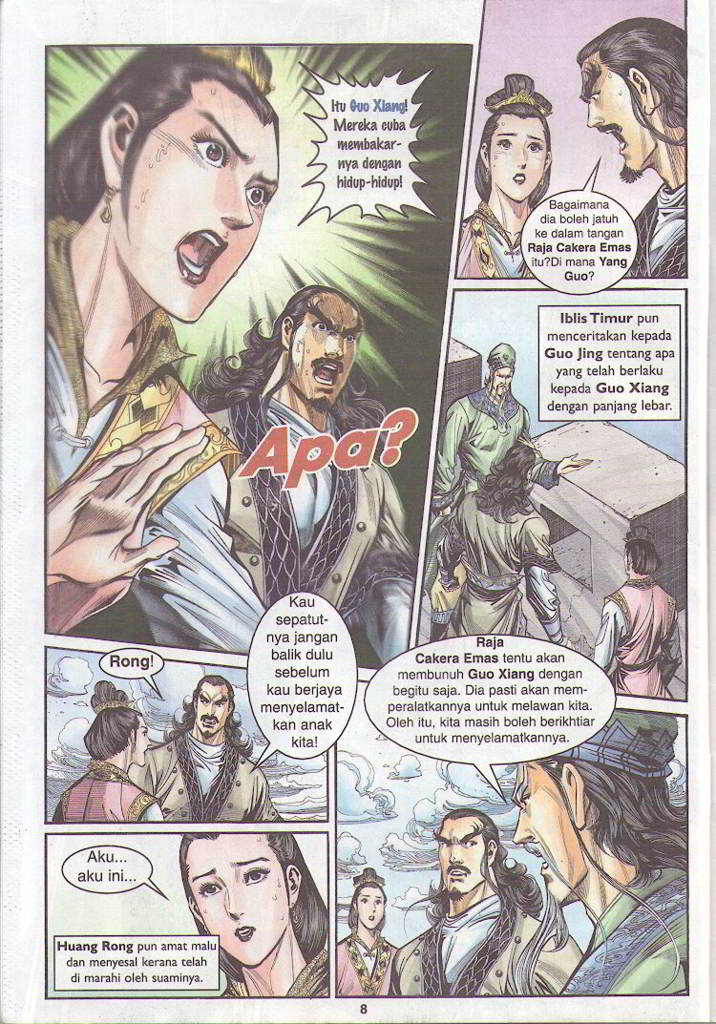 Itu Guo Xiang!
Mereka cuba
membakar-
nya dengan
hidup-hidup!
Apa?
Bagaimana
dia boleh jatuh
ke dalam tangan
Raja Cakera Emas
itu?Di mana Yang
Guo?
Iblis Timur pun
menceritakan kepada
Guo Jing tentang apa
yang telah berlaku
kepada Guo Xiang
dengan panjang lebar.
Rong!
Kau
sepatut-
nya jangan
balik dulu
sebelum
kau berjaya
menyelamat-
kan anak
kita!
Raja
Cakera Emas tentu akan
membunuh Guo Xiang dengan
begitu saja. Dia pasti akan mem-
peralatkannya untuk melawan kita.
Oleh itu, kita masih boleh berikhtiar
untuk menyelamatkannya.
Aku...
aku ini...
Huang Rong pun amat malu
dan menyesal kerana telah
di marahi oleh suaminya.
8